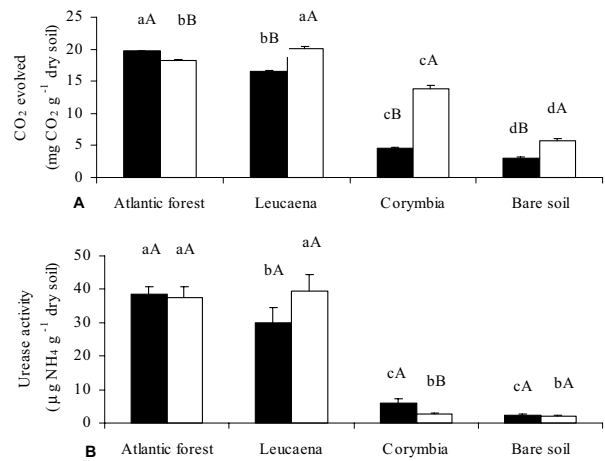 aA bB
bB aA
cB cA
dB dA
25
20
15
10
5
0
CO₂ evolved
(mg CO₂ g⁻¹ dry soil)
A
Atlantic forest Leucaena Corymbia Bare soil
aA aA
bA aA
cA bB
cA bA
50
40
30
20
10
0
Urease activity
(µg NH₄ g⁻¹ dry soil)
B
Atlantic forest Leucaena Corymbia Bare soil